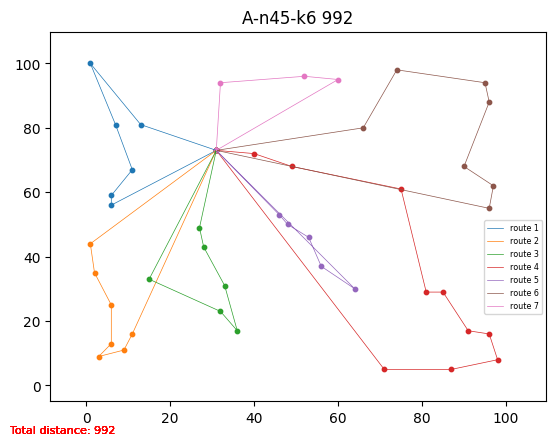 A-n45-k6 992
100
80
60
40
20
0
0 20 40 60 80 100
route 1
route 2
route 3
route 4
route 5
route 6
route 7
Total distance: 992